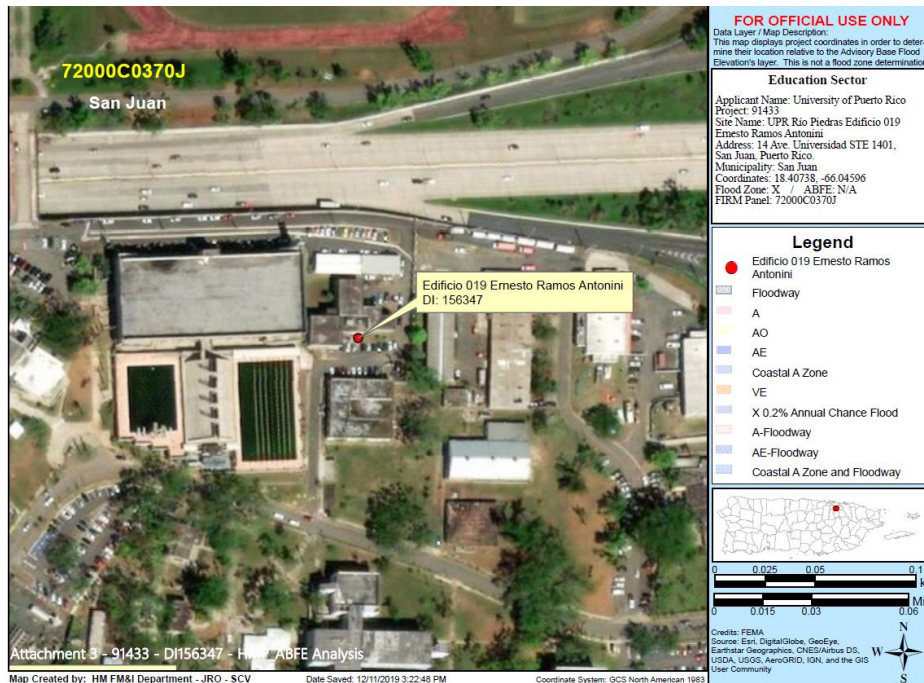 72000C0370J
San Juan
Edificio 019 Ernesto Ramos Antonini
DI: 156347
Attachment 3 - 91433 - DI156347 - HMP ABFE Analysis
Map Created by: HM FM&I Department - JRO - SCV
Date Saved: 12/11/2019 3:22:48 PM
Coordinate System: GCS North American 1983
FOR OFFICIAL USE ONLY
Data Layer / Map Description:
This map displays project coordinates in order to deter-
mine their location relative to the Advisory Base Flood
Elevation's layer. This is not a flood zone determination
Education Sector
Applicant Name: University of Puerto Rico
Project: 91433
Site Name: UPR Rio Piedras Edificio 019
Ernesto Ramos Antonini
Address: 14 Ave. Universidad STE 1401,
San Juan, Puerto Rico.
Municipality: San Juan
Coordinates: 18.40738, -66.04596
Flood Zone: X / ABFE: N/A
FIRM Panel: 72000C0370J
Legend
Edificio 019 Ernesto Ramos
Antonini
Floodway
A
AO
AE
Coastal A Zone
VE
X 0.2% Annual Chance Flood
A-Floodway
AE-Floodway
Coastal A Zone and Floodway
0 0.025 0.05 0.1
0 0.015 0.03 0.06
Credits: FEMA
Source: Esri, DigitalGlobe, GeoEye,
Earthstar Geographics, CNES/Airbus DS,
USDA, USGS, AeroGRID, IGN, and the GIS
User Community
N
W E
S